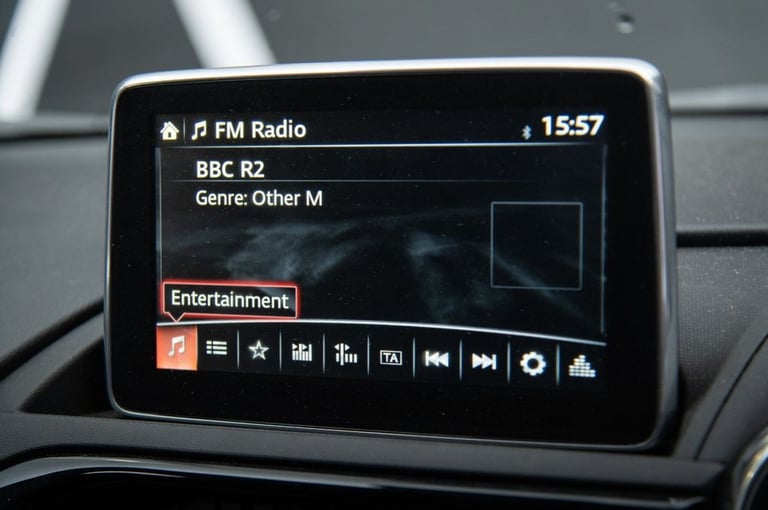 FM Radio
15:57
BBC R2
Genre: Other M
Entertainment
TA